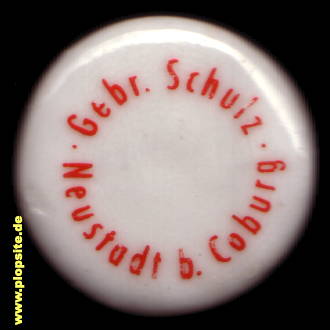 · Gebr. Schulz ·
Neustadt b. Coburg
www.plopsite.de